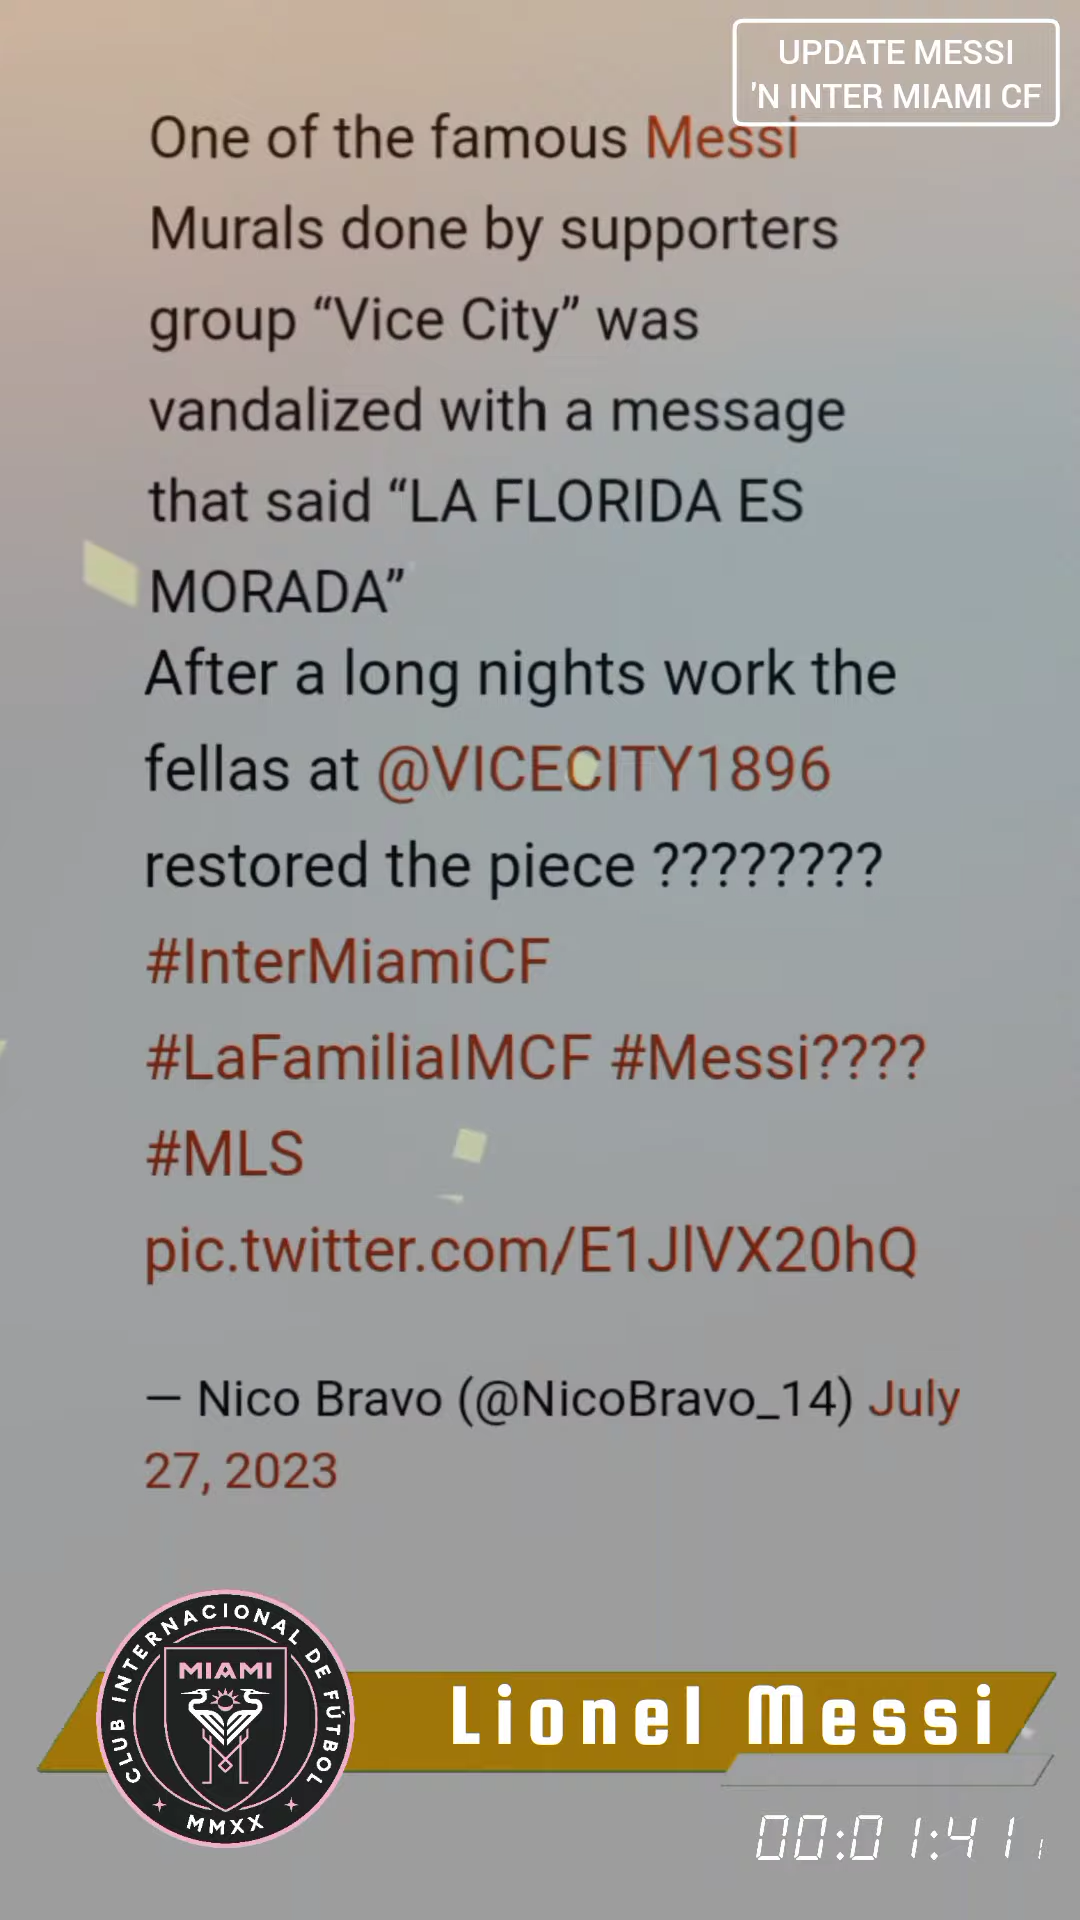 UPDATE MESSI
'N INTER MIAMI CF
One of the famous Messi
Murals done by supporters
group “Vice City” was
vandalized with a message
that said “LA FLORIDA ES
MORADA”
After a long nights work the
fellas at @VICECITY1896
restored the piece ????????
#InterMiamiCF
#LaFamiliaIMCF #Messi????
#MLS
pic.twitter.com/E1JlVX20hQ
— Nico Bravo (@NicoBravo_14) July
27, 2023
CLUB INTERNACIONAL DE FÚTBOL
MIAMI
MMXX
Lionel Messi
00:01:41